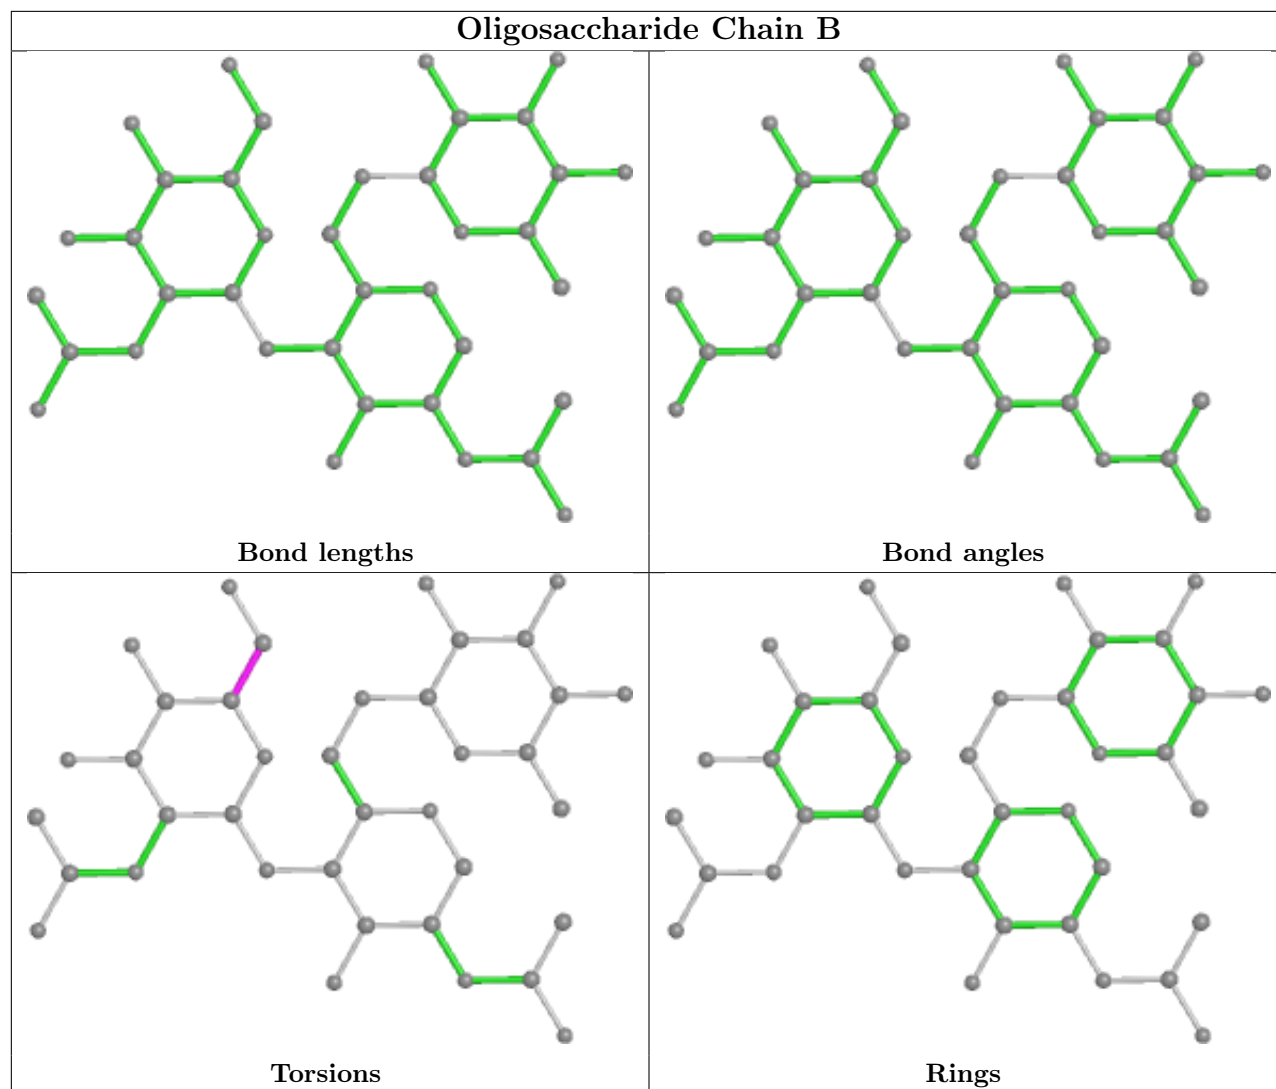 Oligosaccharide Chain B
Bond lengths
Bond angles
Torsions
Rings